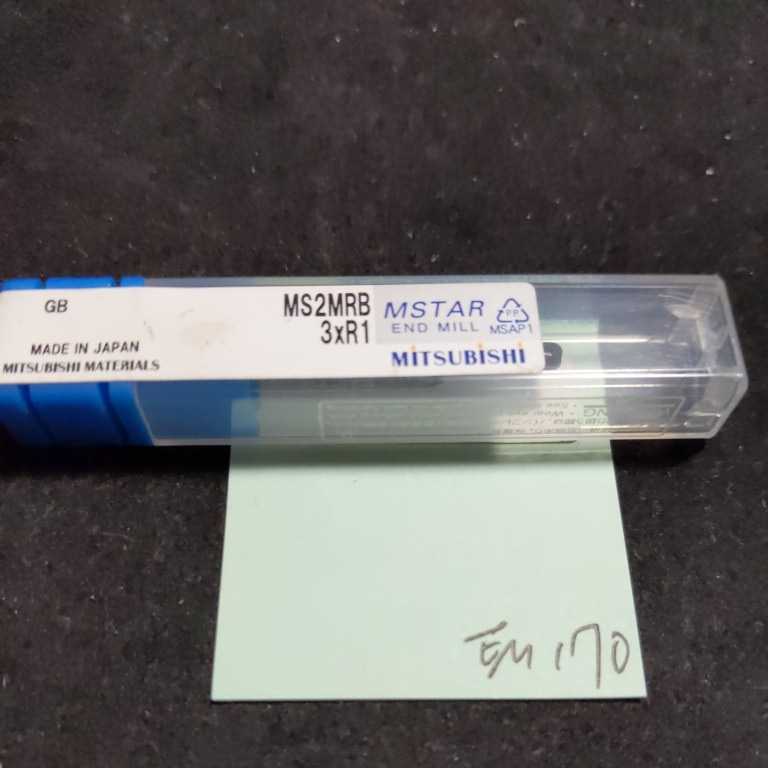 GB
MS2MRB
3xR1
MADE IN JAPAN
MITSUBISHI MATERIALS
MSTAR
END MILL
PP
MSAP1
MITSUBISHI
EM 170